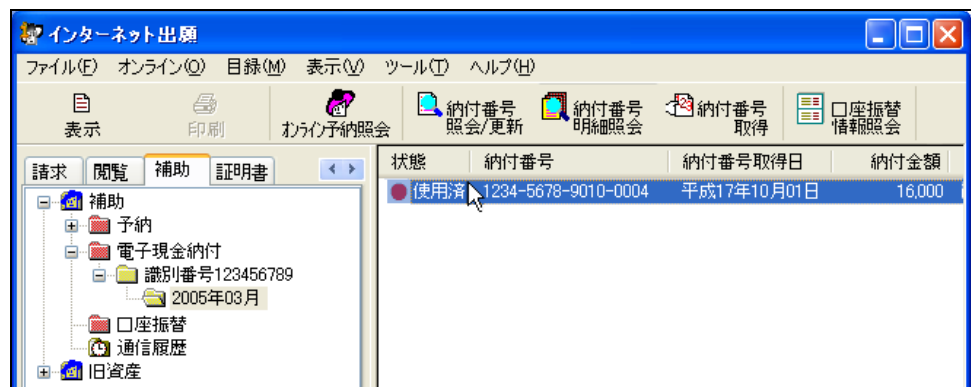 インターネット出願
ファイル(F) オンライン(O) 目録(M) 表示(V) ツール(T) ヘルプ(H)
表示 印刷 オンライン予納照会 納付番号照会/更新 納付番号明細照会 納付番号取得 口座振替情報照会
請求 閲覧 補助 証明書
補助
予納
電子現金納付
識別番号123456789
2005年03月
口座振替
通信履歴
旧資産
状態 納付番号 納付番号取得日 納付金額
使用済 1234-5678-9010-0004 平成17年10月01日 16,000